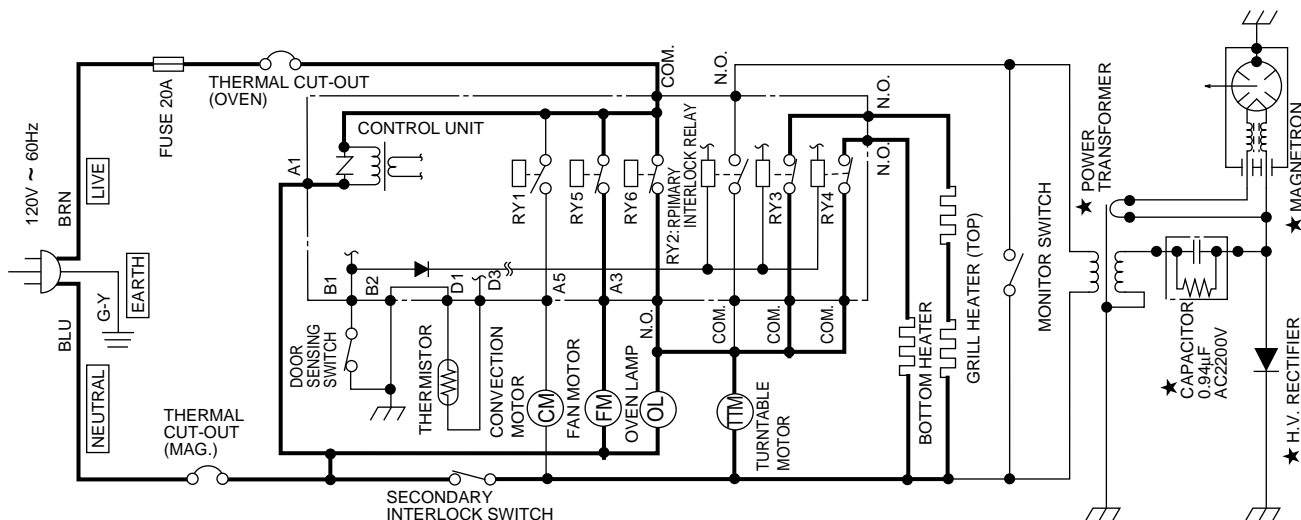 120V ~ 60Hz
BRN
LIVE
BLU
G-Y
EARTH
NEUTRAL
FUSE 20A
THERMAL CUT-OUT
(OVEN)
THERMAL
CUT-OUT
(MAG.)
A1
CONTROL UNIT
COM.
N.O.
N.O.
N.O.
RY1
RY5
RY6
RY2: RPIMARY
INTERLOCK RELAY
RY3
RY4
B1
B2
D1
D3
A5
A3
N.O.
COM.
COM.
COM.
DOOR
SENSING
SWITCH
THERMISTOR
CONVECTION
MOTOR
CM
FAN MOTOR
FM
OVEN LAMP
OL
TTM
TURNTABLE
MOTOR
BOTTOM HEATER
GRILL HEATER (TOP)
SECONDARY
INTERLOCK SWITCH
MONITOR SWITCH
★ POWER
TRANSFORMER
★ MAGNETRON
★ CAPACITOR
0.94µF
AC2200V
★ H.V. RECTIFIER